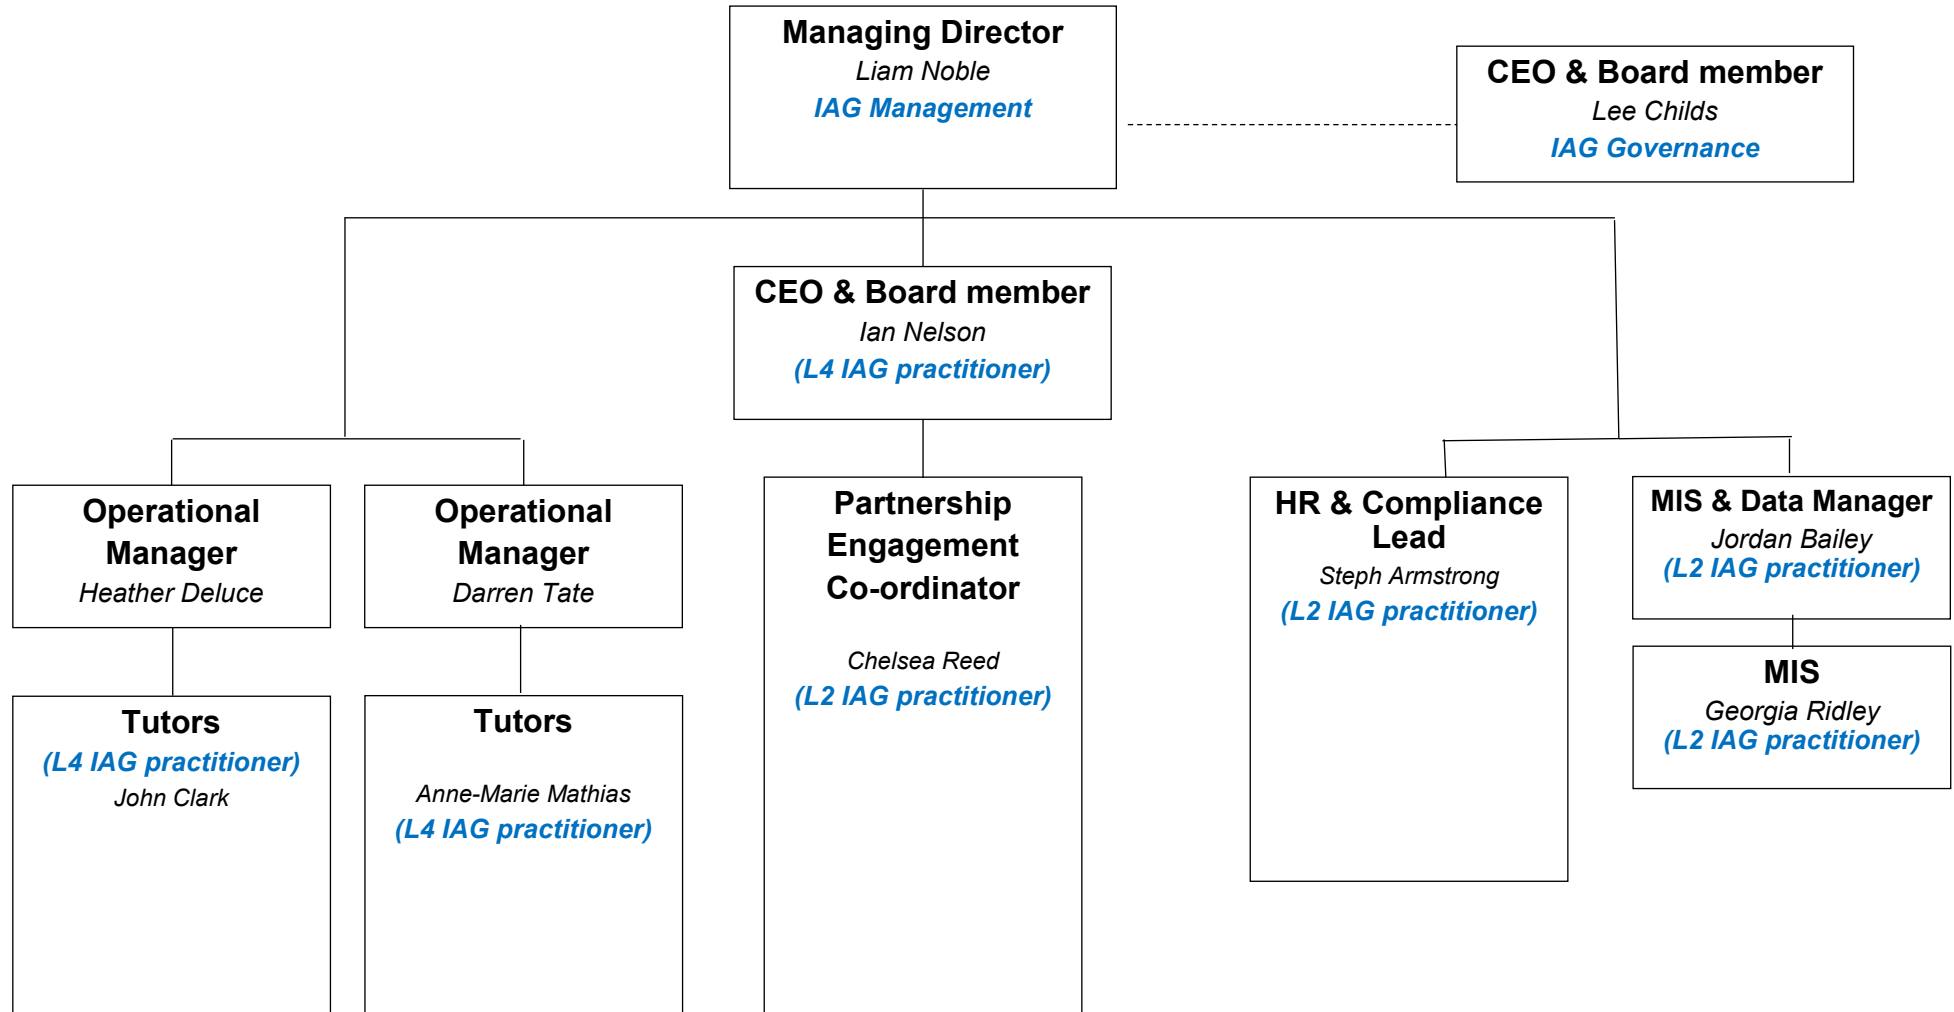 Managing Director
Liam Noble
IAG Management
CEO & Board member
Lee Childs
IAG Governance
CEO & Board member
Ian Nelson
(L4 IAG practitioner)
Operational
Manager
Heather Deluce
Operational
Manager
Darren Tate
Partnership
Engagement
Co-ordinator
Chelsea Reed
(L2 IAG practitioner)
HR & Compliance
Lead
Steph Armstrong
(L2 IAG practitioner)
MIS & Data Manager
Jordan Bailey
(L2 IAG practitioner)
MIS
Georgia Ridley
(L2 IAG practitioner)
Tutors
(L4 IAG practitioner)
John Clark
Tutors
Anne-Marie Mathias
(L4 IAG practitioner)